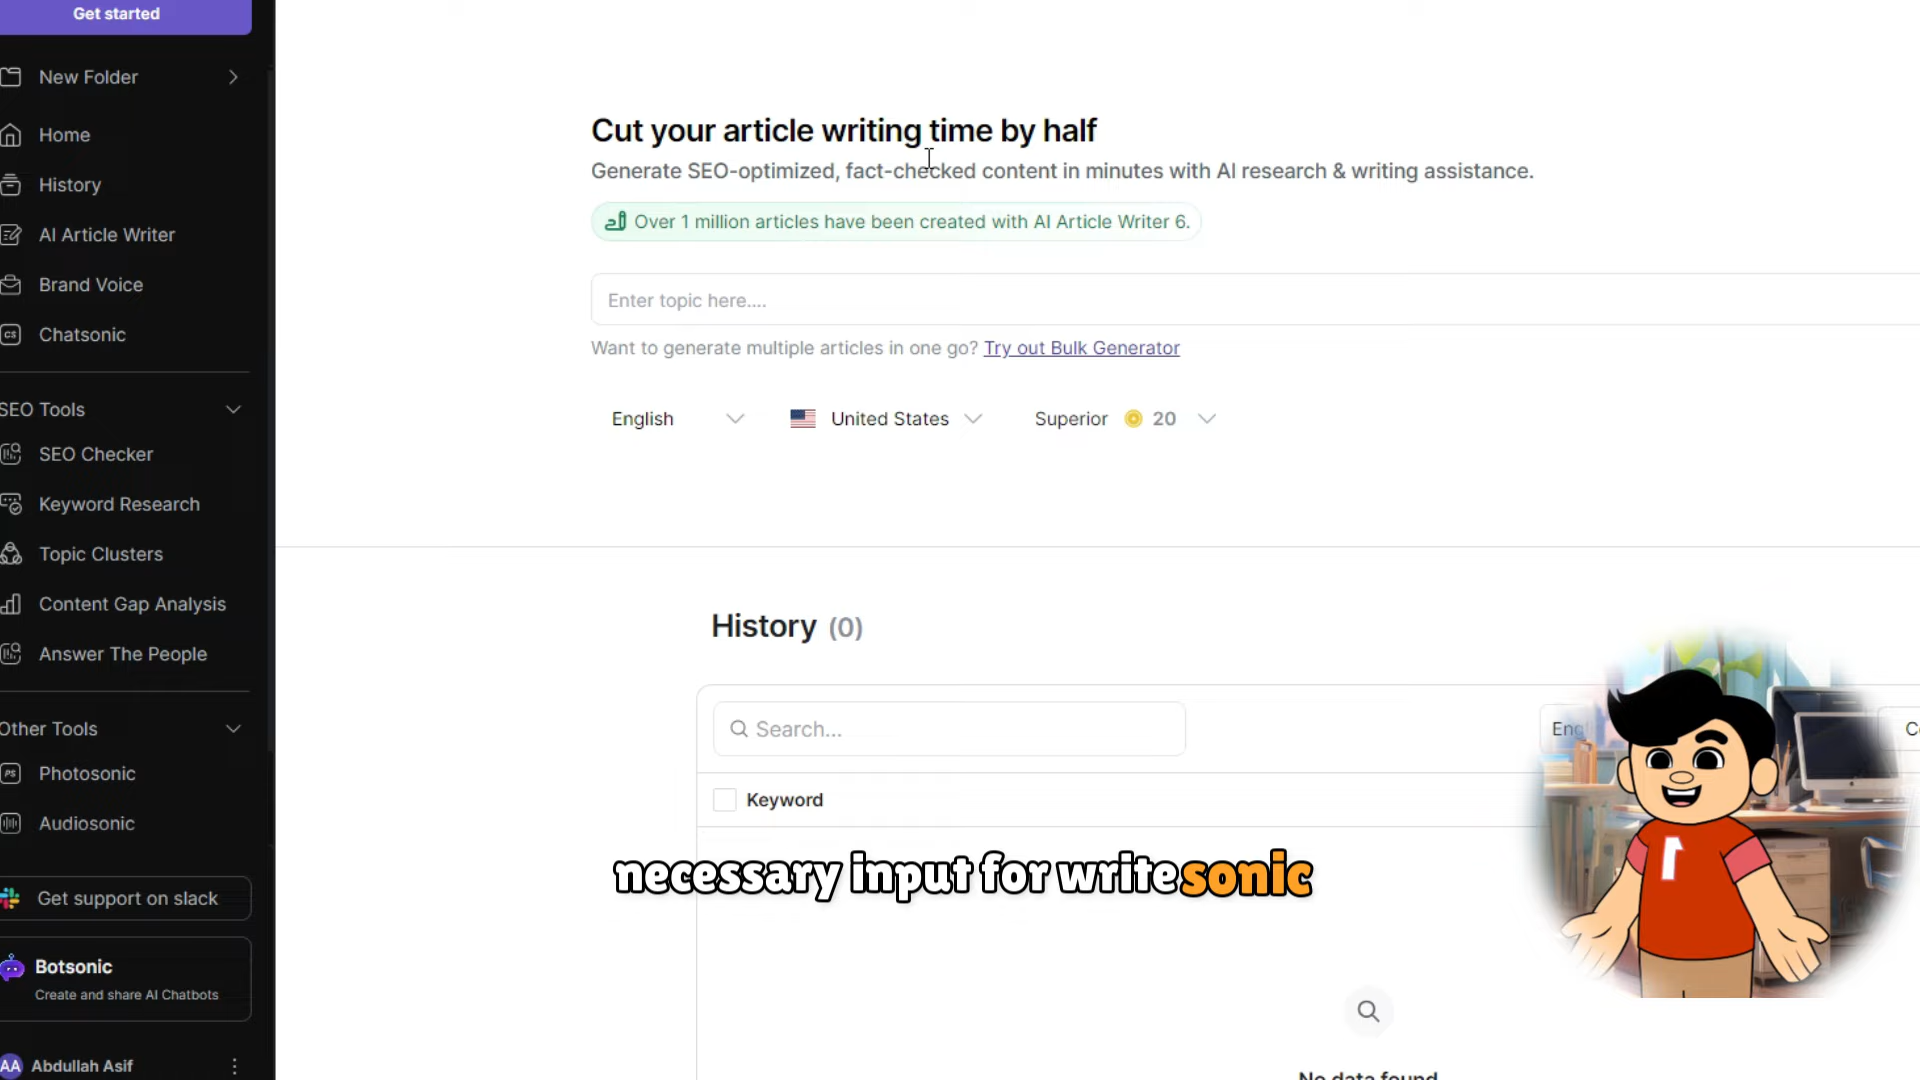 Get started
New Folder
Home
History
AI Article Writer
Brand Voice
Chatsonic
SEO Tools
SEO Checker
Keyword Research
Topic Clusters
Content Gap Analysis
Answer The People
Other Tools
Photosonic
Audiosonic
Get support on slack
Botsonic
Create and share AI Chatbots
AA Abdullah Asif
Cut your article writing time by half
Generate SEO-optimized, fact-checked content in minutes with AI research & writing assistance.
Over 1 million articles have been created with AI Article Writer 6.
Enter topic here....
Want to generate multiple articles in one go? Try out Bulk Generator
English United States Superior 20
History (0)
Search...
Keyword
necessary input for writesonic
No data found